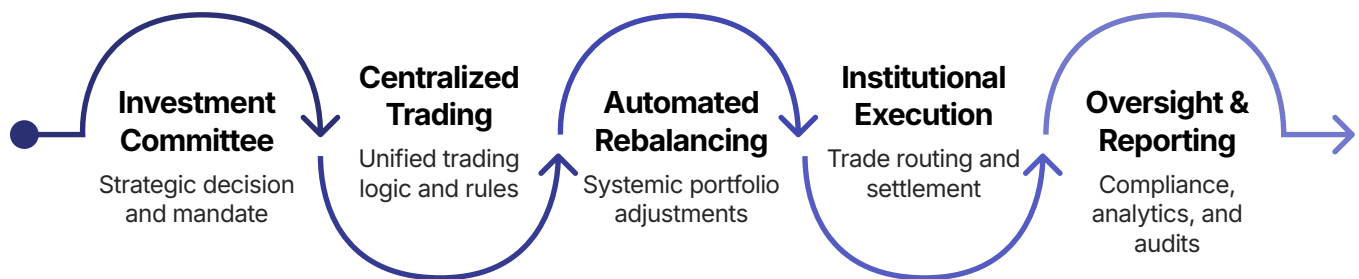 Investment
Committee
Strategic decision
and mandate
Centralized
Trading
Unified trading
logic and rules
Automated
Rebalancing
Systemic portfolio
adjustments
Institutional
Execution
Trade routing and
settlement
Oversight &
Reporting
Compliance,
analytics, and
audits